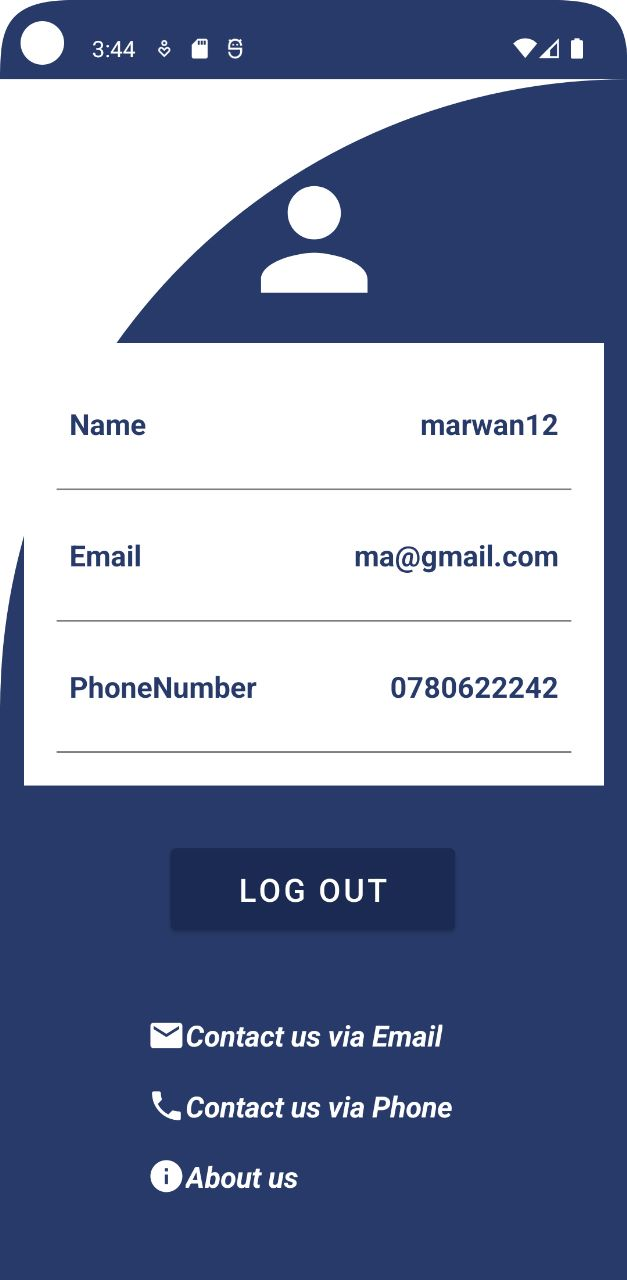 3:44
Name marwan12
Email ma@gmail.com
PhoneNumber 0780622242
LOG OUT
Contact us via Email
Contact us via Phone
About us